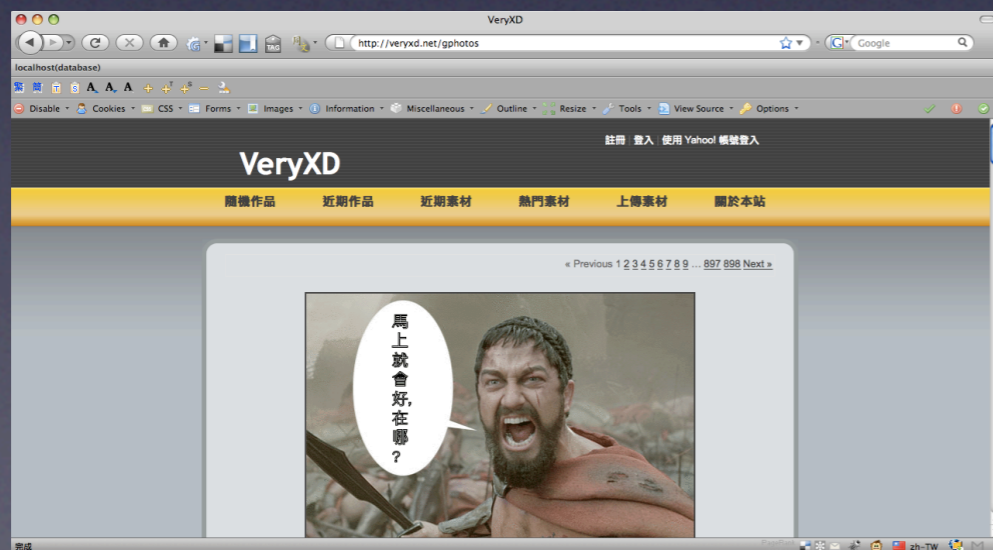 VeryXD
http://veryxd.net/gphotos
Google
localhost(database)
繁 簡 T S A A A T S
Disable Cookies CSS Forms Images Information Miscellaneous Outline Resize Tools View Source Options
註冊 登入 使用 Yahoo! 帳號登入
VeryXD
隨機作品 近期作品 近期素材 熱門素材 上傳素材 關於本站
« Previous 1 2 3 4 5 6 7 8 9 … 897 898 Next »
馬上就會好,在哪?
完成
zh-TW